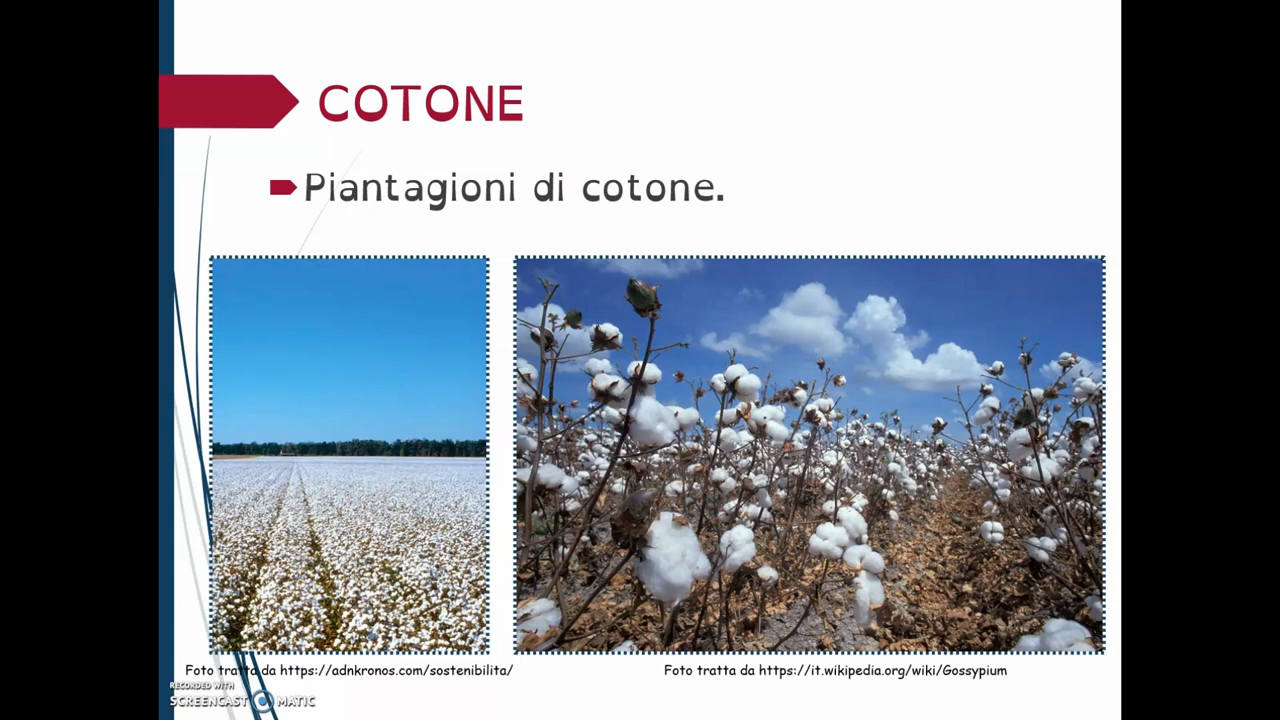 COTONE
Piantagioni di cotone.
Foto tratta da https://adnkronos.com/sostenibilita/
Foto tratta da https://it.wikipedia.org/wiki/Gossypium
RECORDED WITH
SCREENCAST MATIC